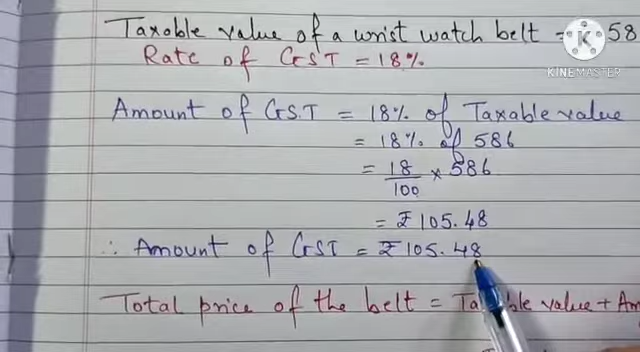 Taxable value of a wrist watch belt = 58
Rate of GST = 18%
K
KINEMASTER
Amount of G.S.T = 18% of Taxable value
= 18% of 586
= 18/100 × 586
= ₹105.48
∴ Amount of GST = ₹105.48
Total price of the belt = Taxable value + Am